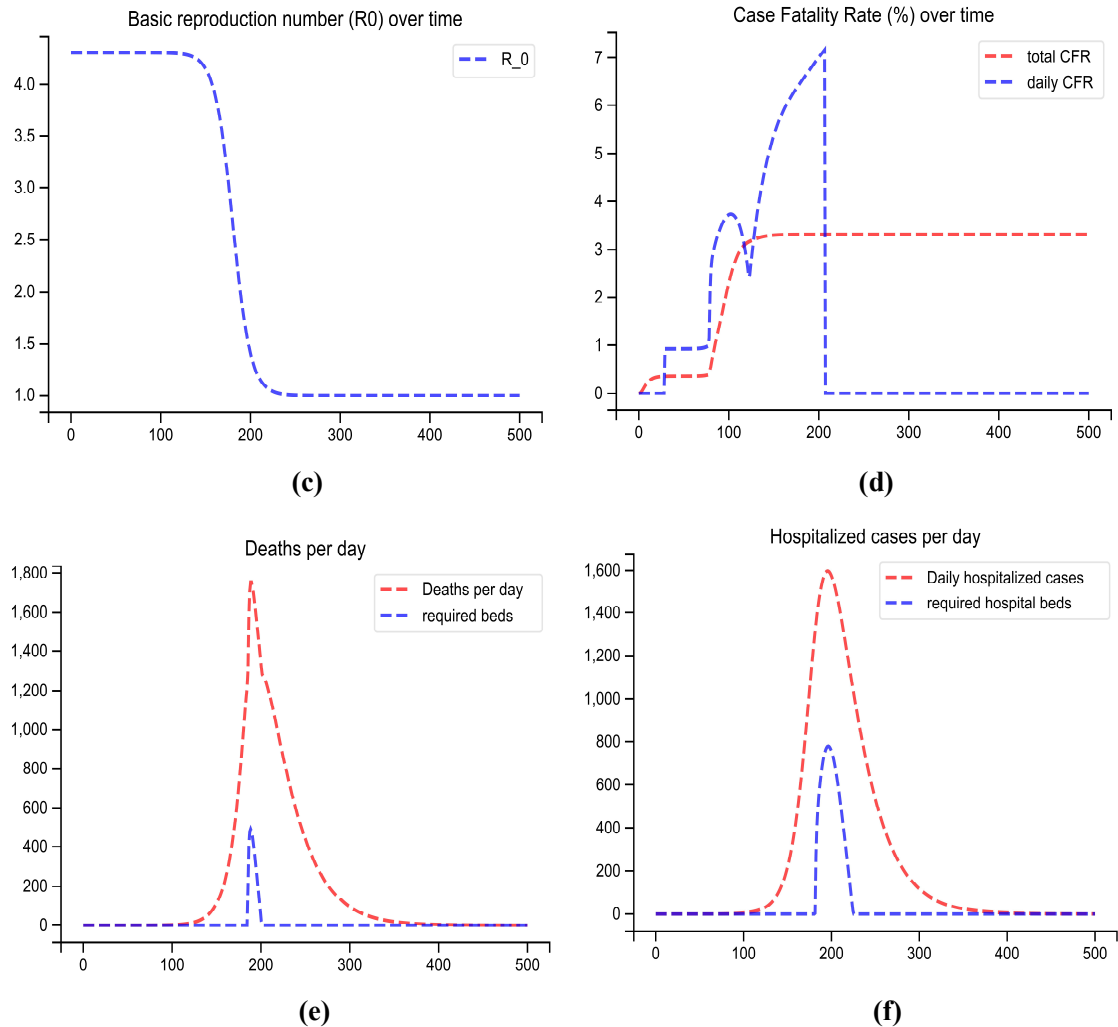 Basic reproduction number (R0) over time
R_0
4.0
3.5
3.0
2.5
2.0
1.5
1.0
0 100 200 300 400 500
(c)
Case Fatality Rate (%) over time
total CFR
daily CFR
7
6
5
4
3
2
1
0
0 100 200 300 400 500
(d)
Deaths per day
Deaths per day
required beds
1,800
1,600
1,400
1,200
1,000
800
600
400
200
0
0 100 200 300 400 500
(e)
Hospitalized cases per day
Daily hospitalized cases
required hospital beds
1,600
1,400
1,200
1,000
800
600
400
200
0
0 100 200 300 400 500
(f)